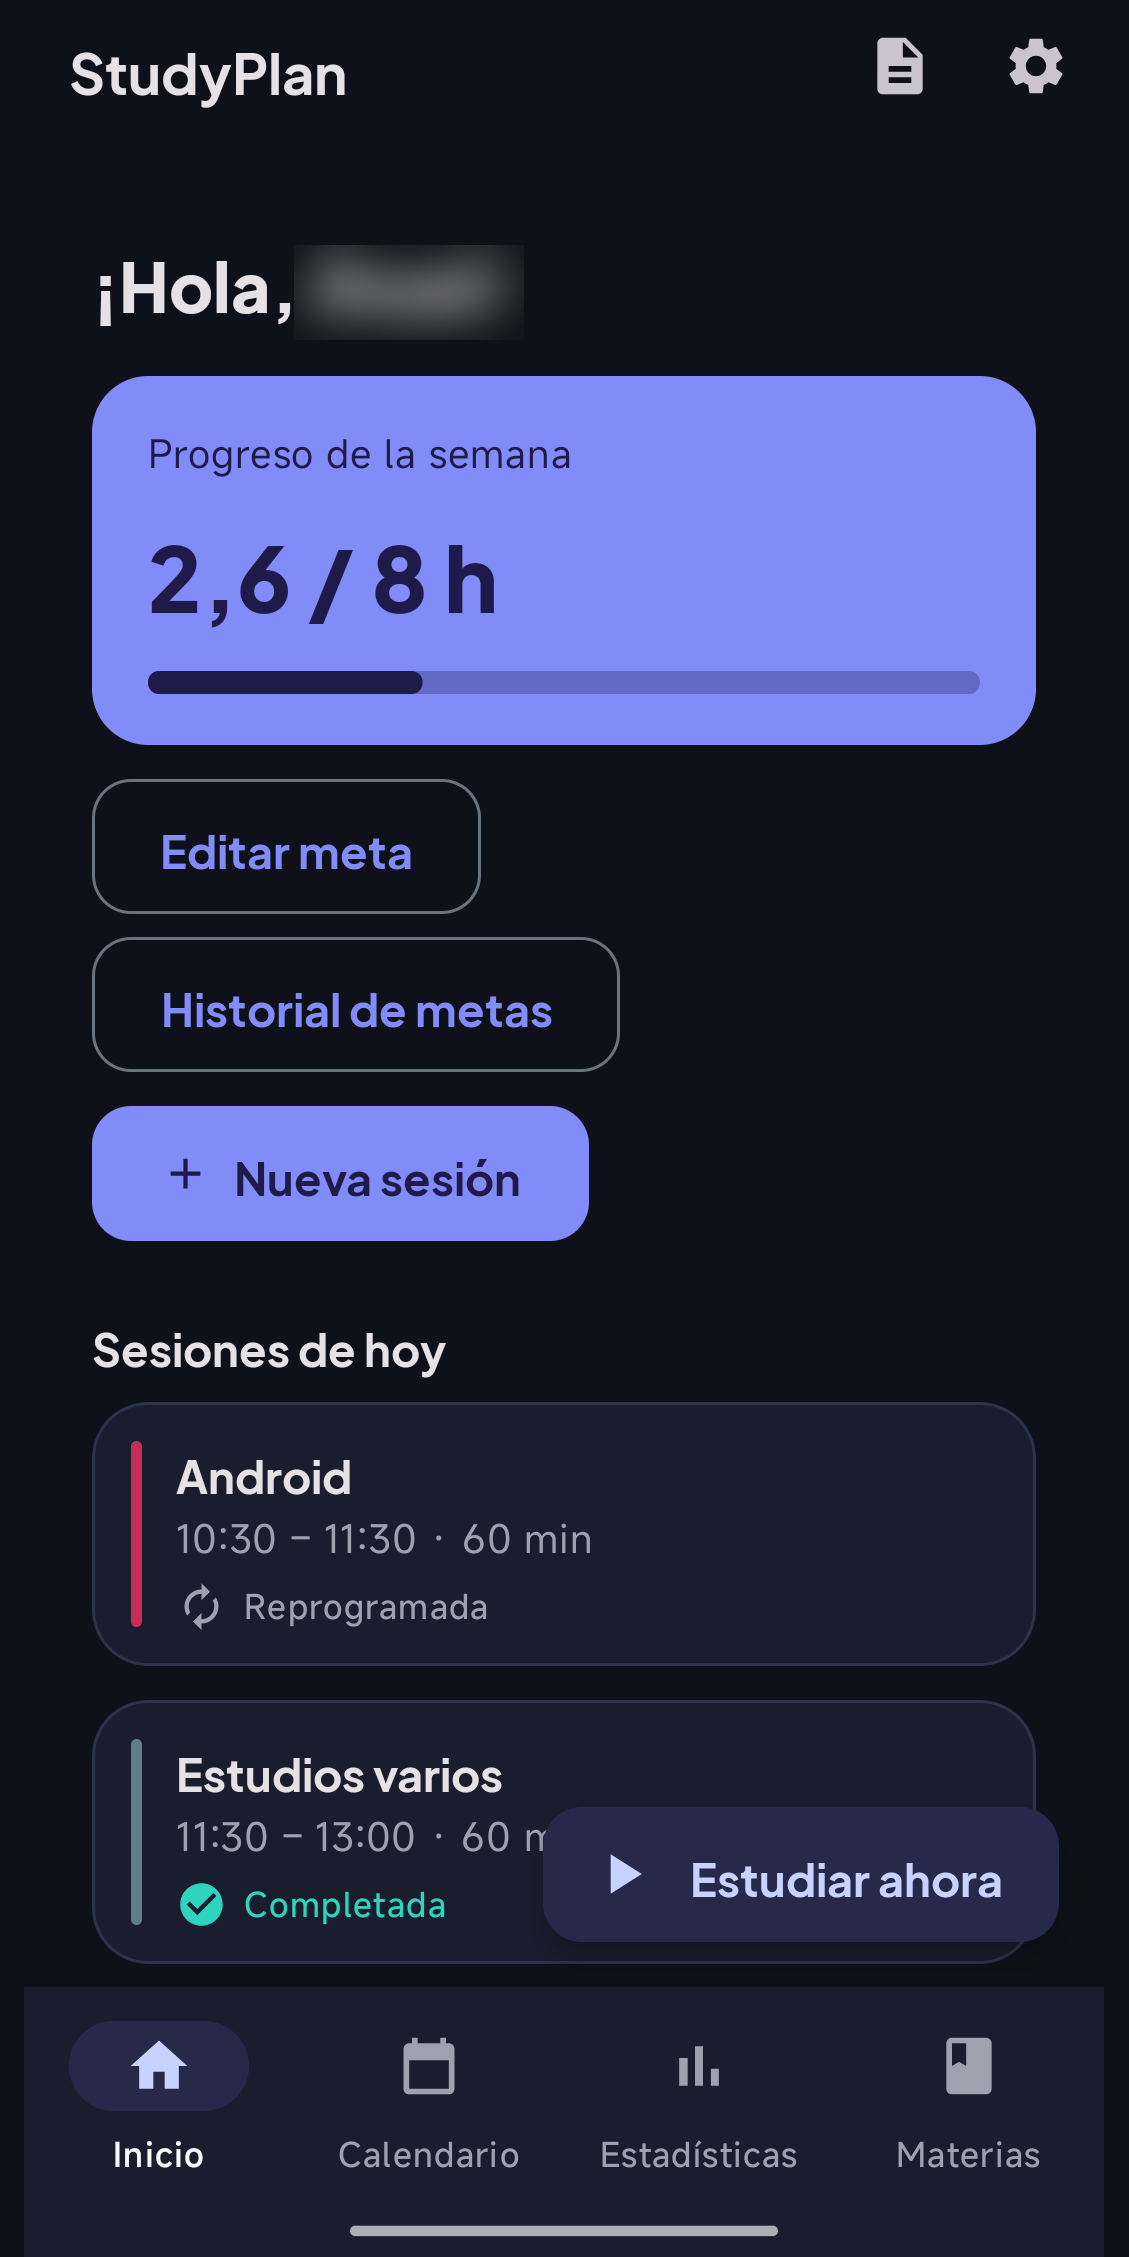 StudyPlan
¡Hola,
Progreso de la semana
2,6 / 8 h
Editar meta
Historial de metas
Nueva sesión
Sesiones de hoy
Android
10:30 – 11:30 · 60 min
Reprogramada
Estudios varios
11:30 – 13:00 · 60
Completada
Estudiar ahora
Inicio
Calendario
Estadísticas
Materias